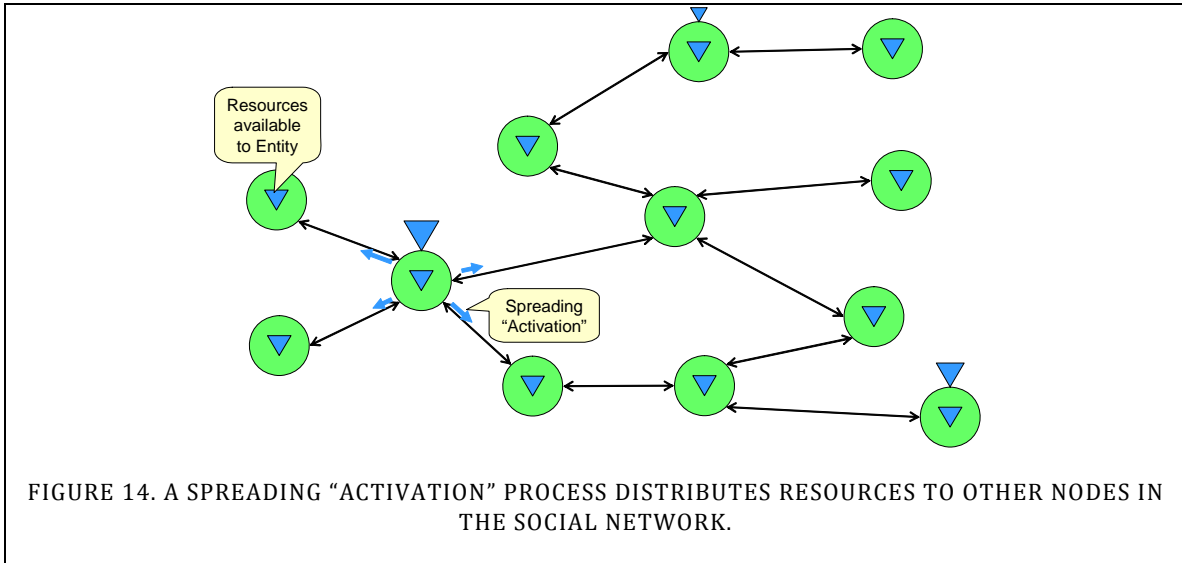 Resources
available
to Entity
Spreading
“Activation”
FIGURE 14. A SPREADING “ACTIVATION” PROCESS DISTRIBUTES RESOURCES TO OTHER NODES IN
THE SOCIAL NETWORK.